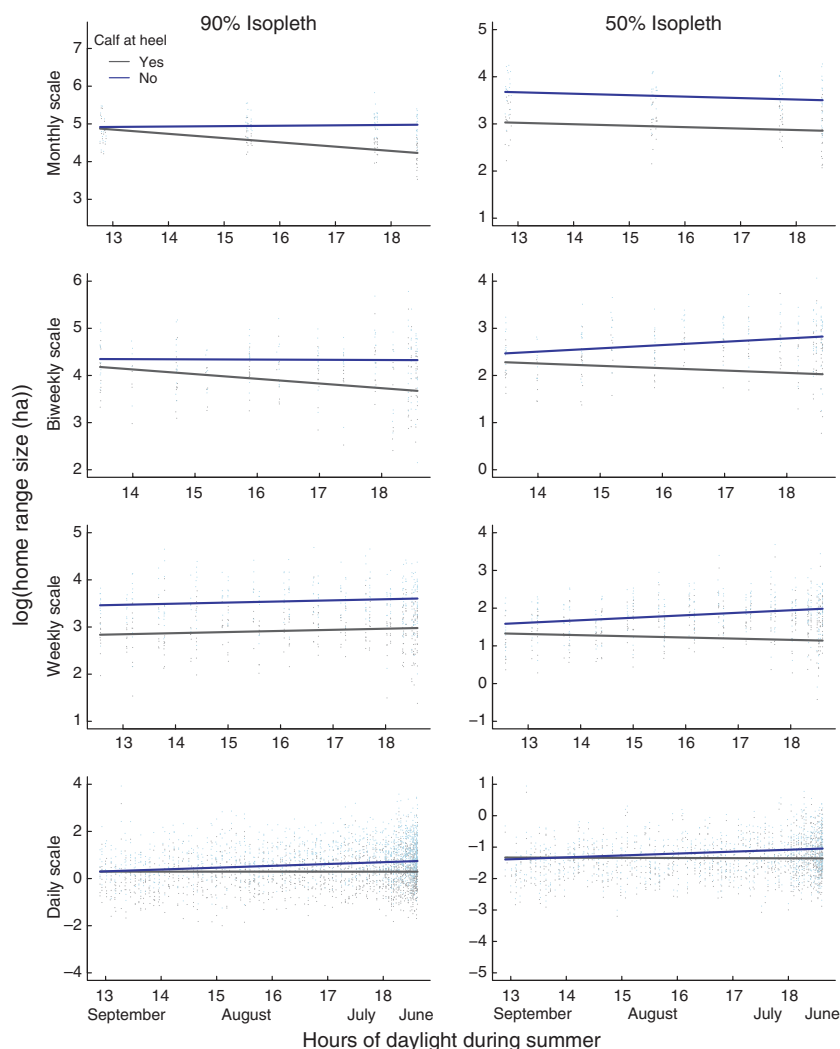 90% Isopleth
50% Isopleth
Calf at heel
Yes
No
Monthly scale
7
6
5
4
3
13 14 15 16 17 18
5
4
3
2
1
13 14 15 16 17 18
Biweekly scale
6
5
4
3
2
14 15 16 17 18
4
3
2
1
0
14 15 16 17 18
log(home range size (ha))
Weekly scale
5
4
3
2
1
13 14 15 16 17 18
4
3
2
1
0
−1
13 14 15 16 17 18
Daily scale
4
2
0
−2
−4
13 14 15 16 17 18
September August July June
1
0
−1
−2
−3
−4
−5
13 14 15 16 17 18
September August July June
Hours of daylight during summer